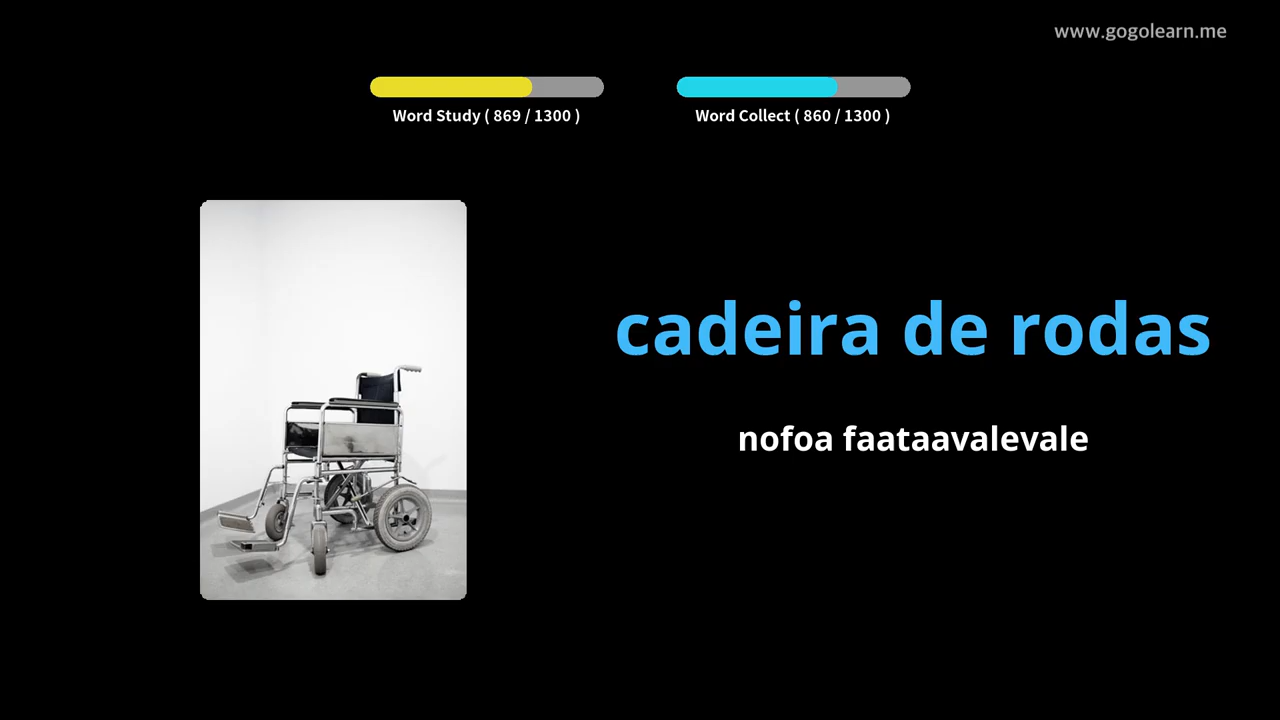 www.gogolearn.me
Word Study ( 869 / 1300 )
Word Collect ( 860 / 1300 )
cadeira de rodas
nofoa faataavalevale